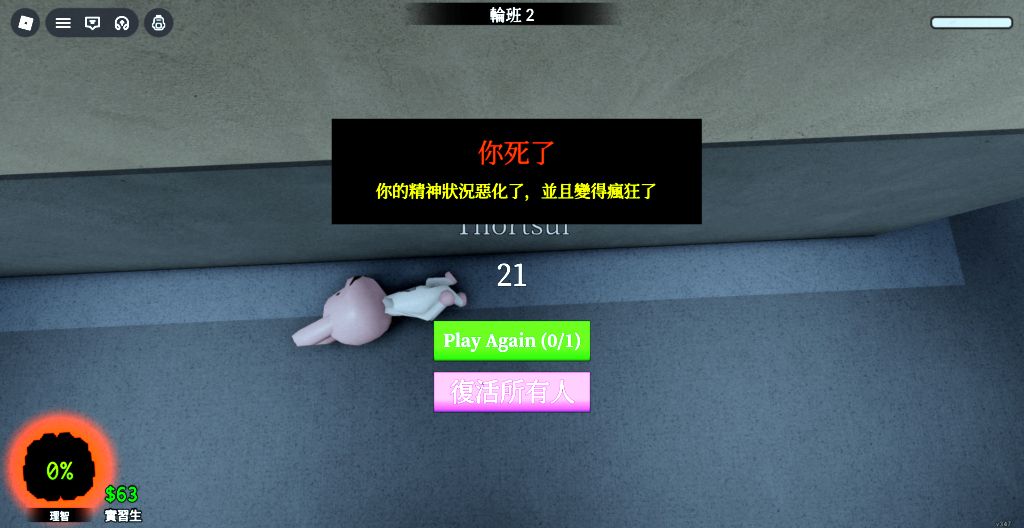 輪班 2
你死了
你的精神狀況惡化了，並且變得瘋狂了
21
Play Again (0/1)
復活所有人
0%
$63
理智
實習生
v347